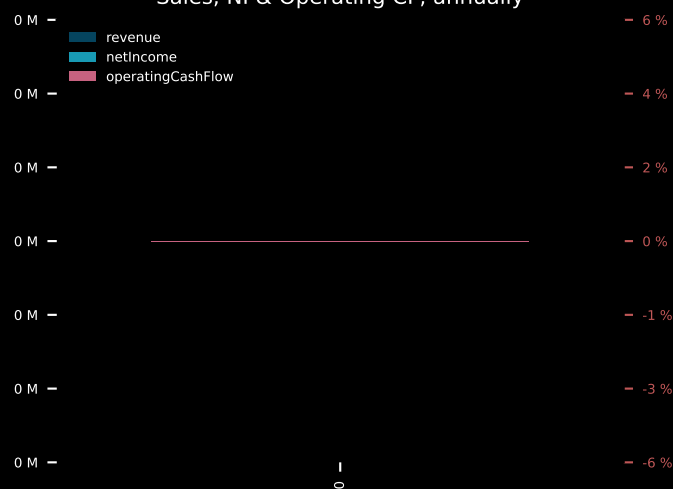 Sales, NI & Operating CF, annually
0 M
6 %
revenue
netIncome
operatingCashFlow
0 M
4 %
0 M
2 %
0 M
0 %
0 M
-1 %
0 M
-3 %
0 M
-6 %
0